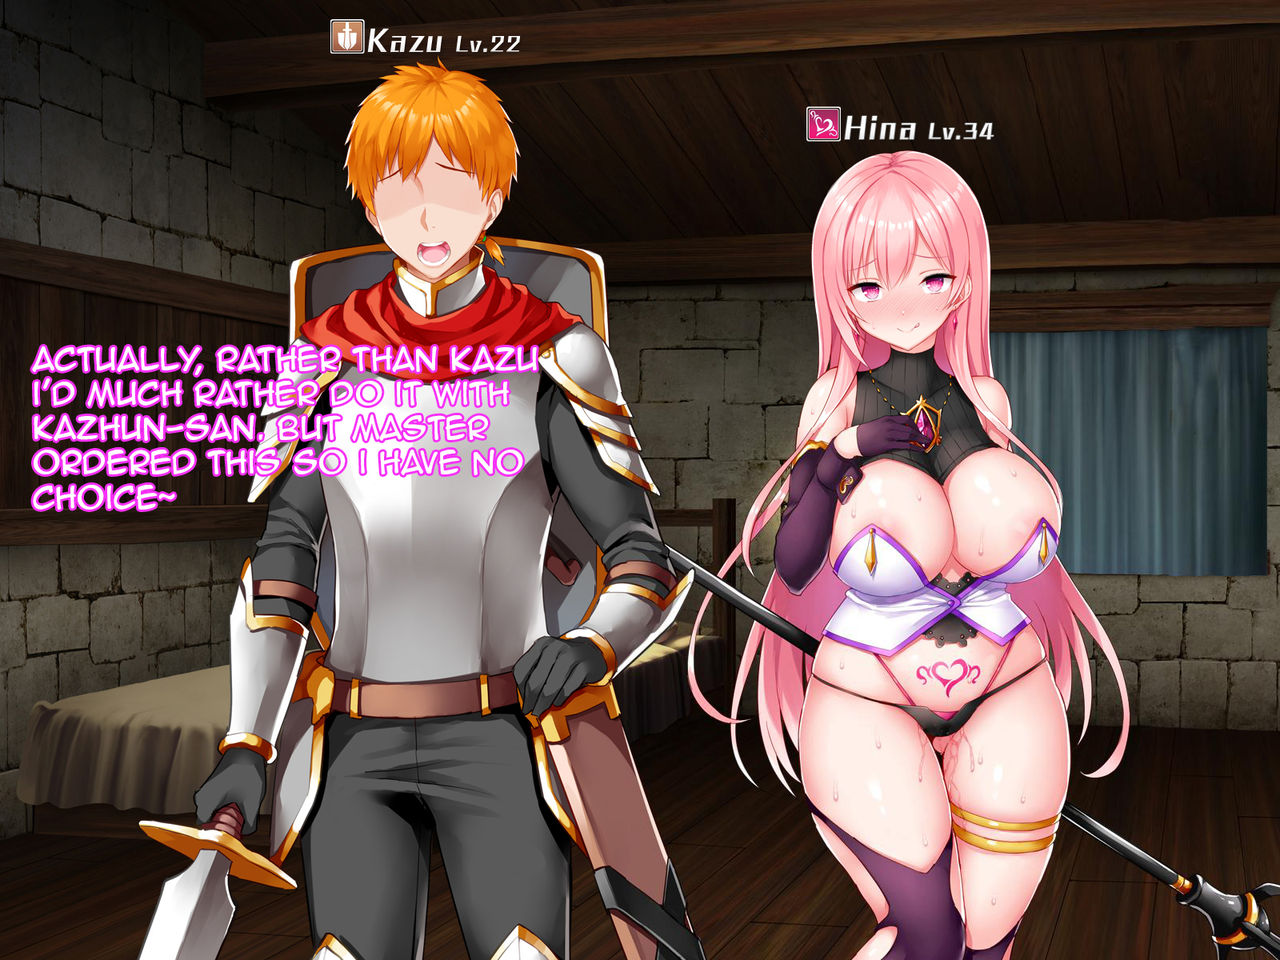 Kazu Lv.22
Hina Lv.34
ACTUALLY, RATHER THAN KAZU
I'D MUCH RATHER DO IT WITH
KAZHUN-SAN. BUT MASTER
ORDERED THIS SO I HAVE NO
CHOICE~